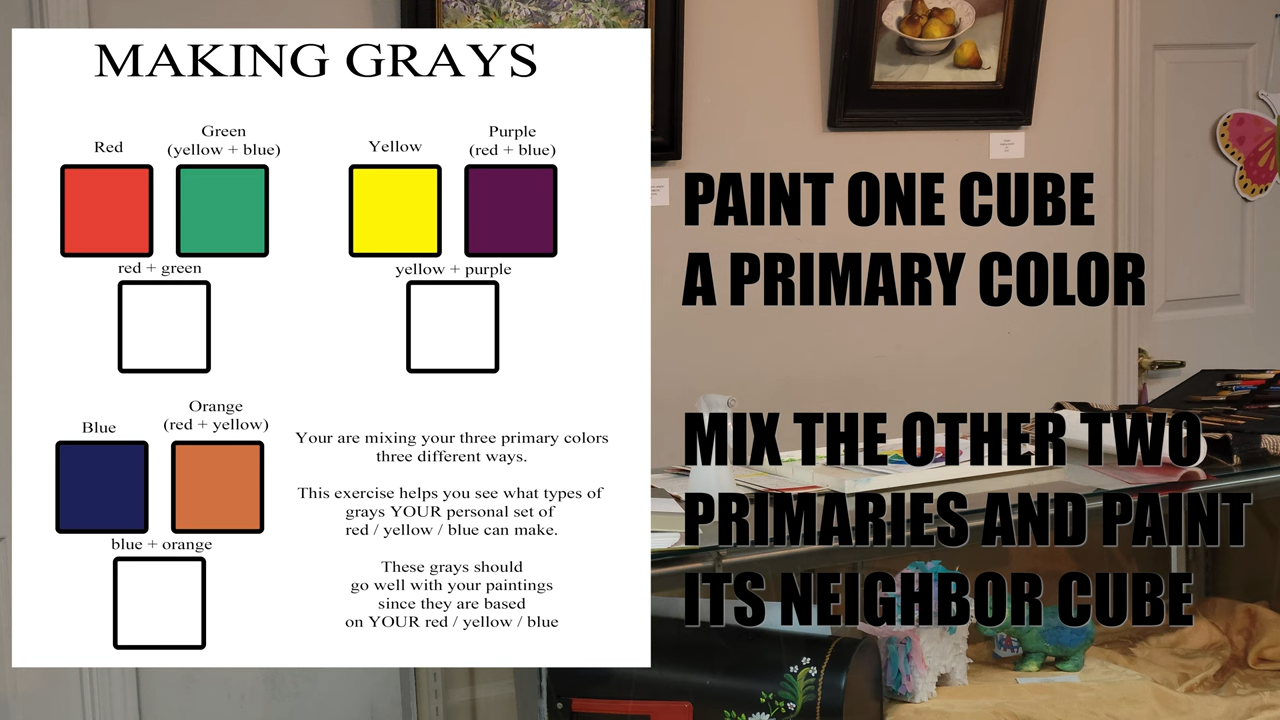 MAKING GRAYS
Red
Green
(yellow + blue)
red + green
Yellow
Purple
(red + blue)
yellow + purple
Blue
Orange
(red + yellow)
blue + orange
Your are mixing your three primary colors
three different ways.
This exercise helps you see what types of
grays YOUR personal set of
red / yellow / blue can make.
These grays should
go well with your paintings
since they are based
on YOUR red / yellow / blue
PAINT ONE CUBE
A PRIMARY COLOR
MIX THE OTHER TWO
PRIMARIES AND PAINT
ITS NEIGHBOR CUBE